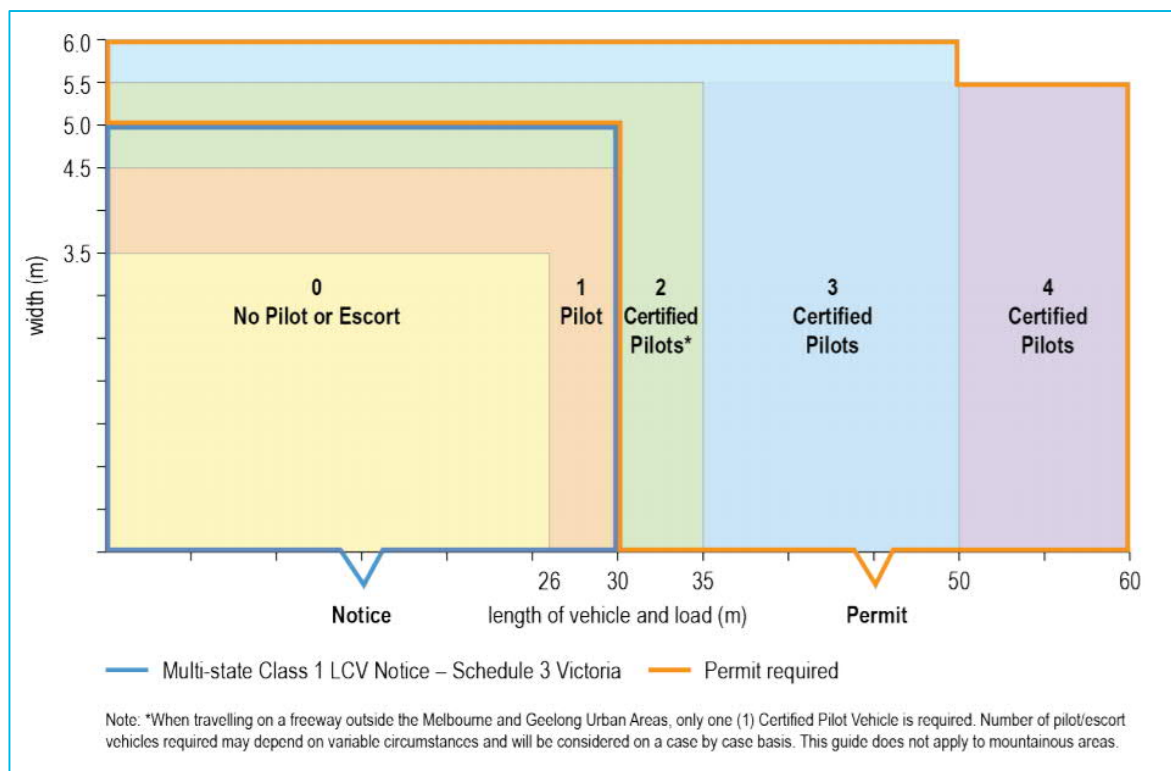 6.0
5.5
5.0
4.5
3.5
width (m)
0
No Pilot or Escort
1
Pilot
2
Certified
Pilots*
3
Certified
Pilots
4
Certified
Pilots
26
30
35
50
60
Notice
length of vehicle and load (m)
Permit
Multi-state Class 1 LCV Notice – Schedule 3 Victoria
Permit required
Note: *When travelling on a freeway outside the Melbourne and Geelong Urban Areas, only one (1) Certified Pilot Vehicle is required. Number of pilot/escort
vehicles required may depend on variable circumstances and will be considered on a case by case basis. This guide does not apply to mountainous areas.